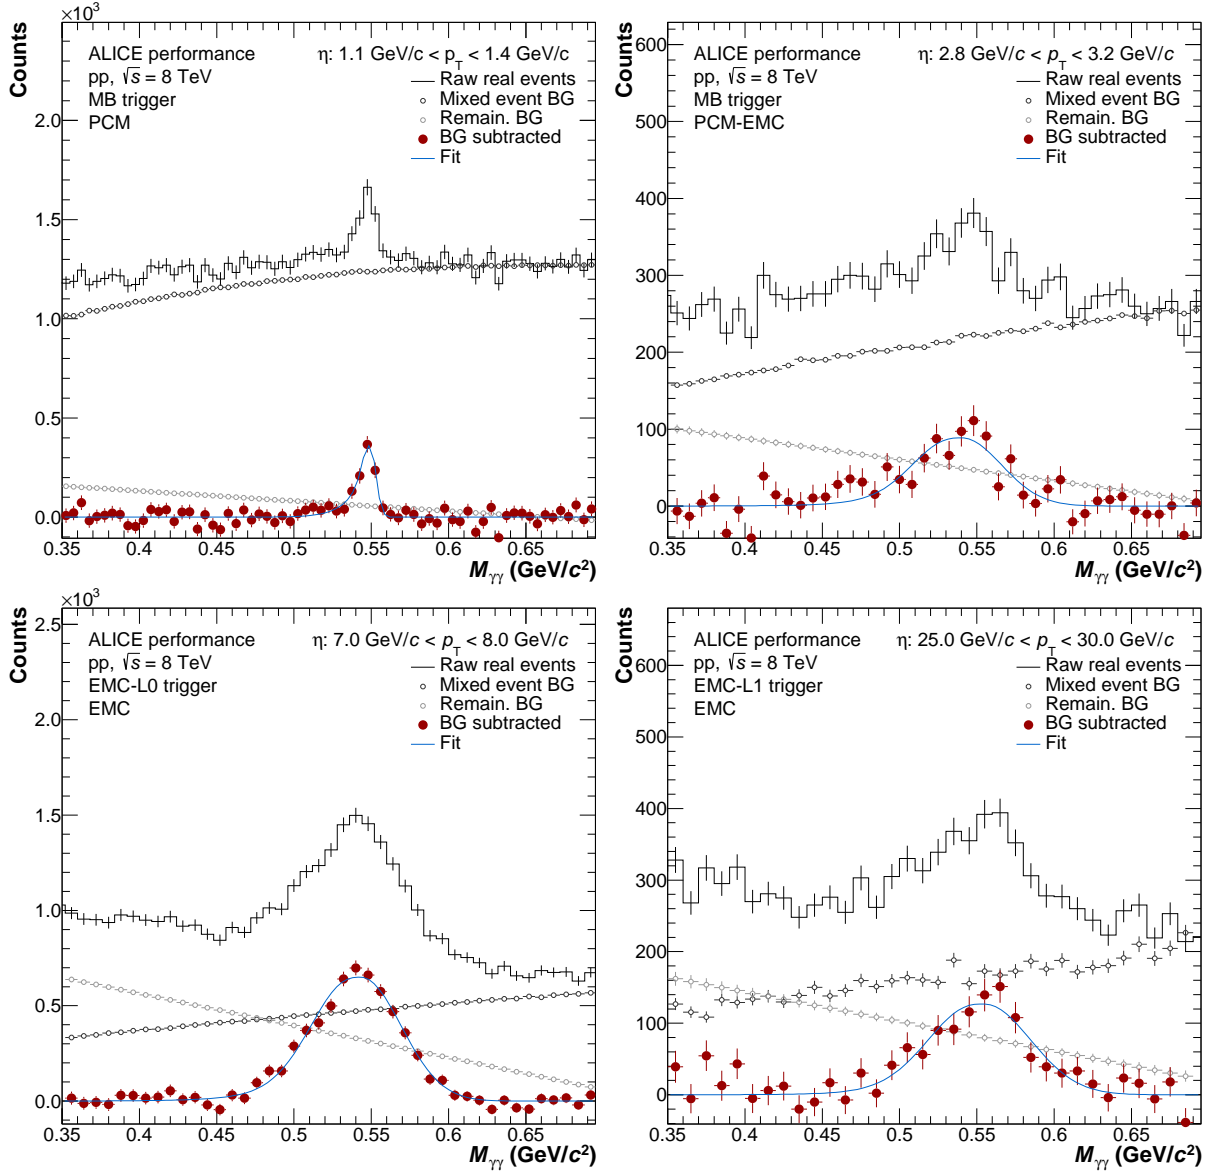 ×10³
Counts
ALICE performance
η: 1.1 GeV/c < p_T < 1.4 GeV/c
pp, √s = 8 TeV
MB trigger
PCM
Raw real events
Mixed event BG
Remain. BG
BG subtracted
Fit
2.0
1.5
1.0
0.5
0.0
0.35 0.4 0.45 0.5 0.55 0.6 0.65
M_γγ (GeV/c²)
Counts
ALICE performance
η: 2.8 GeV/c < p_T < 3.2 GeV/c
pp, √s = 8 TeV
MB trigger
PCM-EMC
Raw real events
Mixed event BG
Remain. BG
BG subtracted
Fit
600
500
400
300
200
100
0
0.35 0.4 0.45 0.5 0.55 0.6 0.65
M_γγ (GeV/c²)
×10³
Counts
ALICE performance
η: 7.0 GeV/c < p_T < 8.0 GeV/c
pp, √s = 8 TeV
EMC-L0 trigger
EMC
Raw real events
Mixed event BG
Remain. BG
BG subtracted
Fit
2.5
2.0
1.5
1.0
0.5
0.0
0.35 0.4 0.45 0.5 0.55 0.6 0.65
M_γγ (GeV/c²)
Counts
ALICE performance
η: 25.0 GeV/c < p_T < 30.0 GeV/c
pp, √s = 8 TeV
EMC-L1 trigger
EMC
Raw real events
Mixed event BG
Remain. BG
BG subtracted
Fit
600
500
400
300
200
100
0
0.35 0.4 0.45 0.5 0.55 0.6 0.65
M_γγ (GeV/c²)